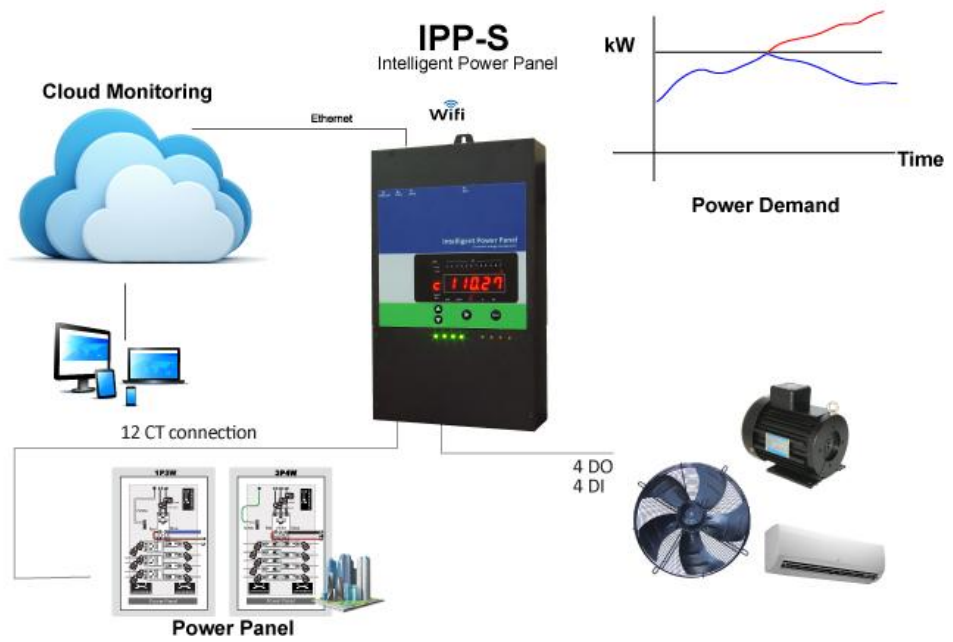 IPP-S
Intelligent Power Panel
Wifi
Cloud Monitoring
Ethernet
kW
Time
Power Demand
Intelligent Power Panel
110.27
12 CT connection
4 DO
4 DI
1P3W
3P4W
Power Panel